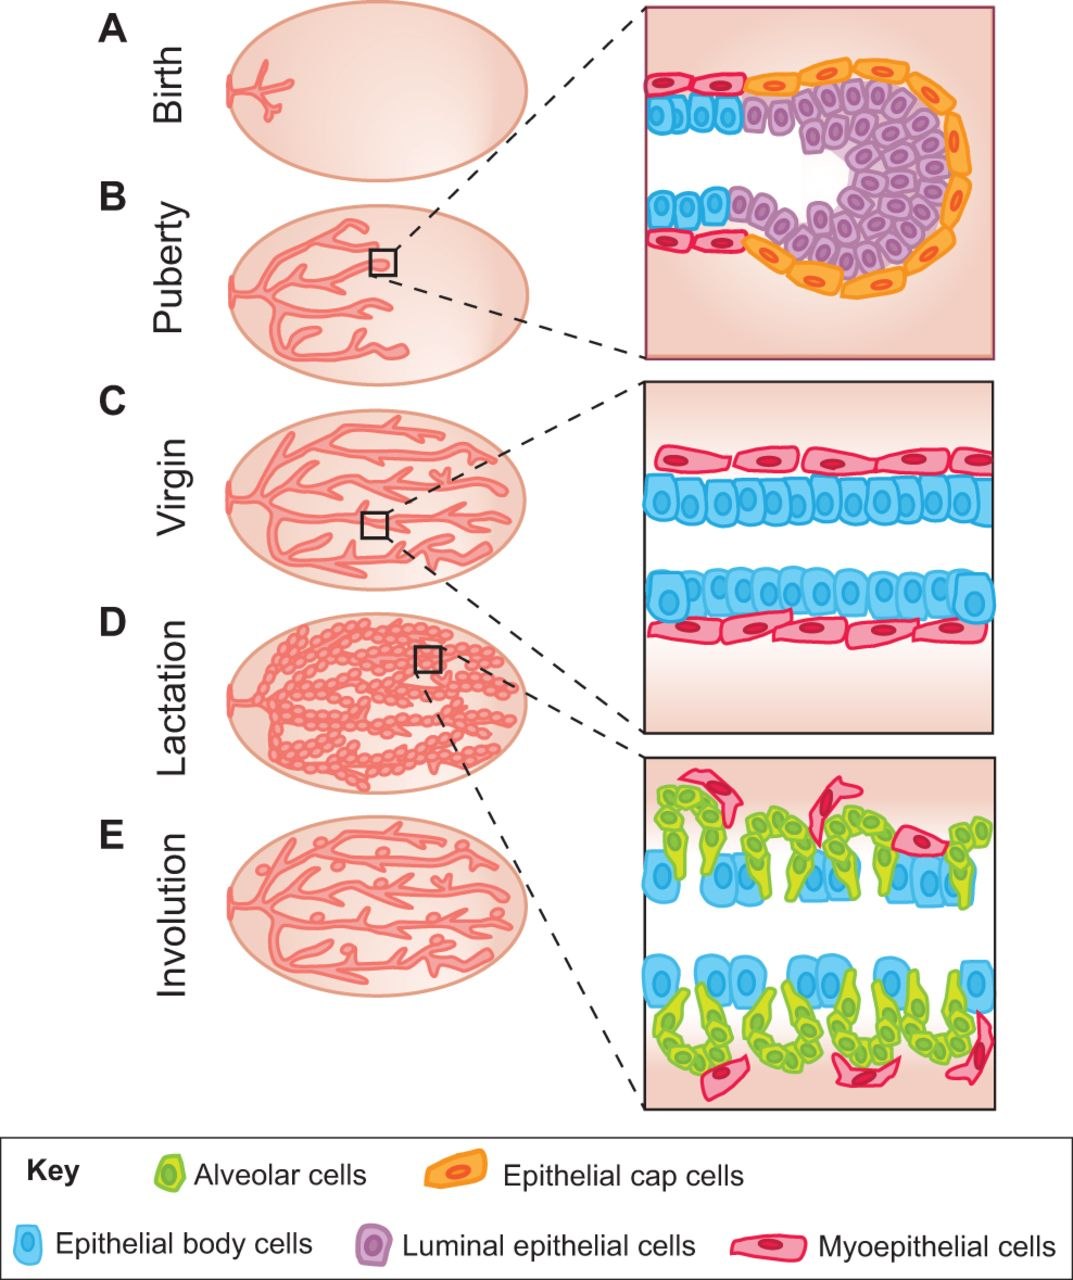 A
Birth
B
Puberty
C
Virgin
D
Lactation
E
Involution
Key
Alveolar cells
Epithelial cap cells
Epithelial body cells
Luminal epithelial cells
Myoepithelial cells